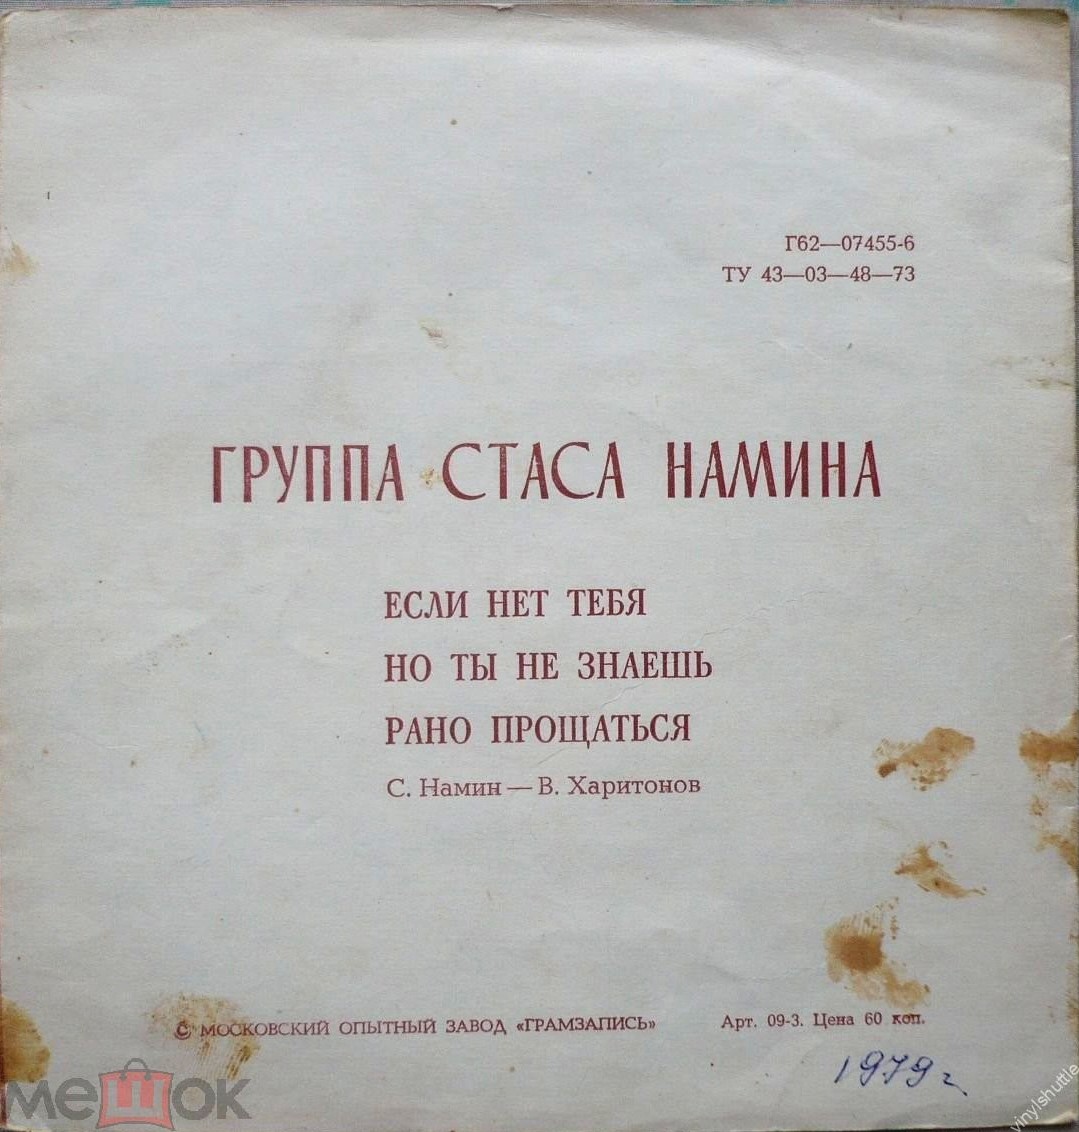 Г62—07455-6
ТУ 43—03—48—73
ГРУППА СТАСА НАМИНА
ЕСЛИ НЕТ ТЕБЯ
НО ТЫ НЕ ЗНАЕШЬ
РАНО ПРОЩАТЬСЯ
С. Намин — В. Харитонов
© МОСКОВСКИЙ ОПЫТНЫЙ ЗАВОД «ГРАМЗАПИСЬ»
Арт. 09-3. Цена 60 коп.
1979 г.
мешок
vinylshuttle